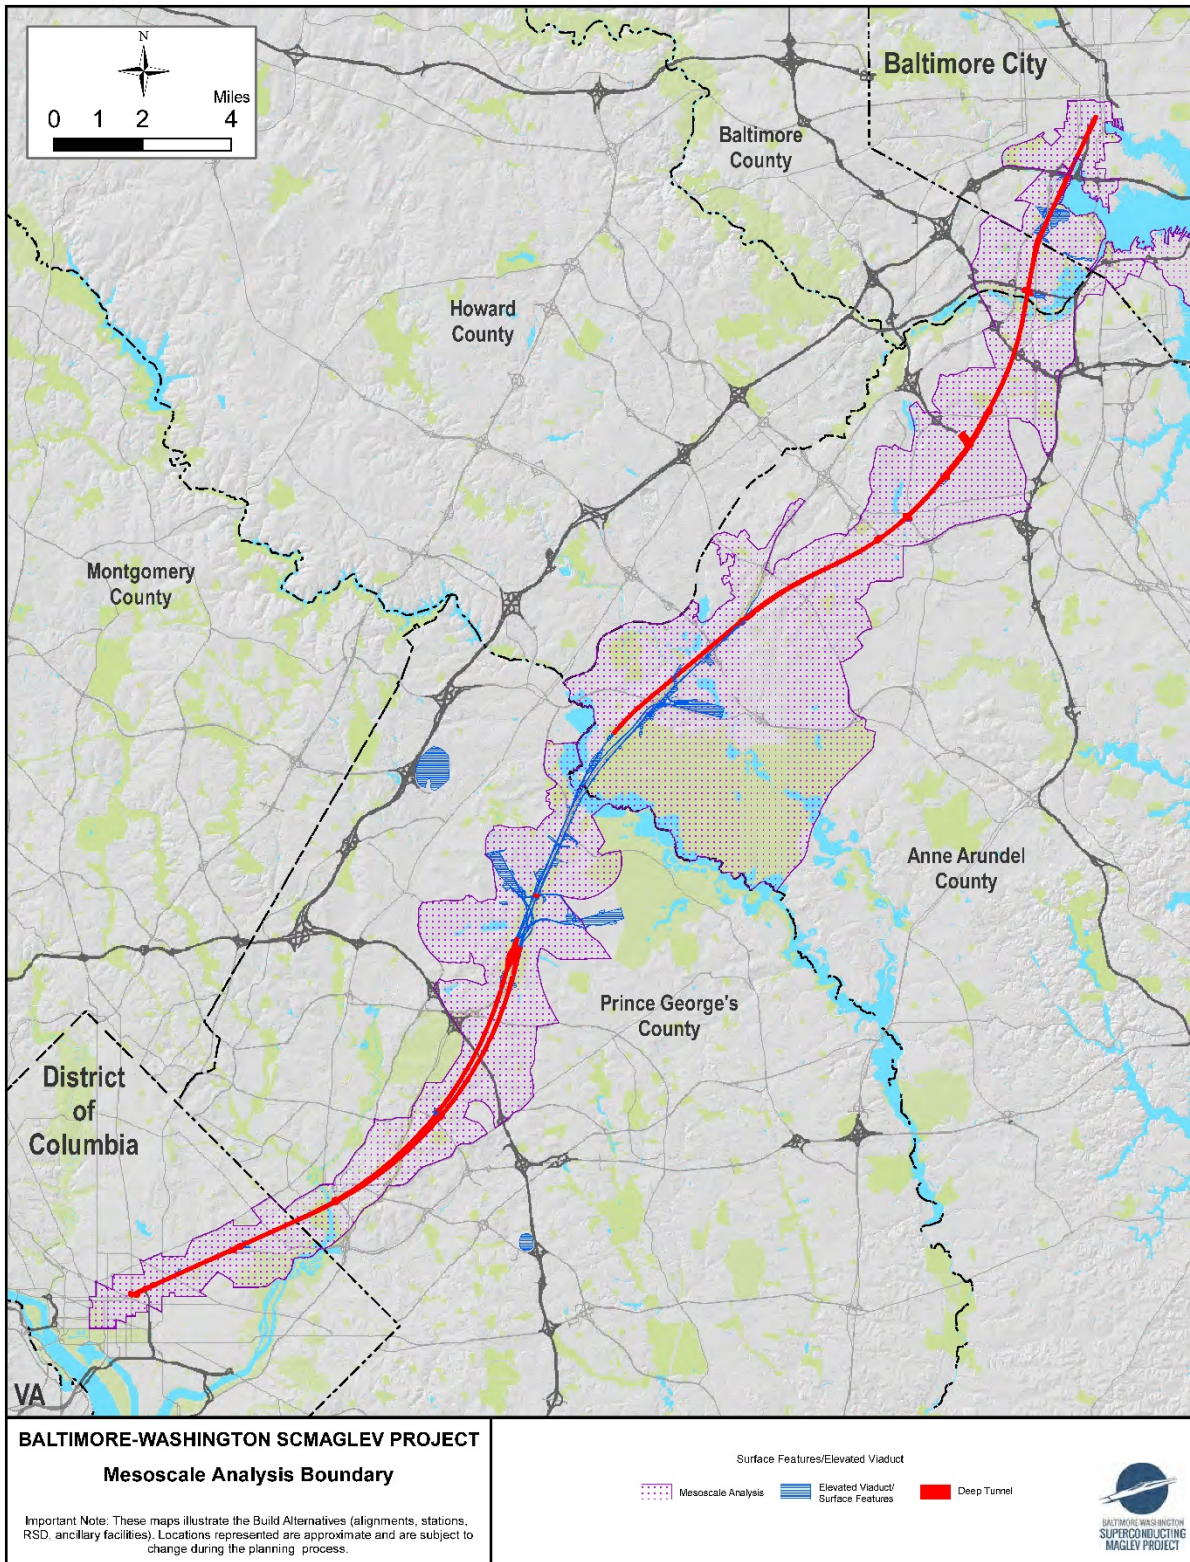 N
Miles
0 1 2 4
Baltimore City
Baltimore
County
Howard
County
Montgomery
County
Anne Arundel
County
Prince George's
County
District
of
Columbia
VA
BALTIMORE-WASHINGTON SCMAGLEV PROJECT
Mesoscale Analysis Boundary
Important Note: These maps illustrate the Build Alternatives (alignments, stations,
RSD, ancillary facilities). Locations represented are approximate and are subject to
change during the planning process.
Surface Features/Elevated Viaduct
Mesoscale Analysis
Elevated Viaduct/
Surface Features
Deep Tunnel
BALTIMORE-WASHINGTON
SUPERCONDUCTING
MAGLEV PROJECT